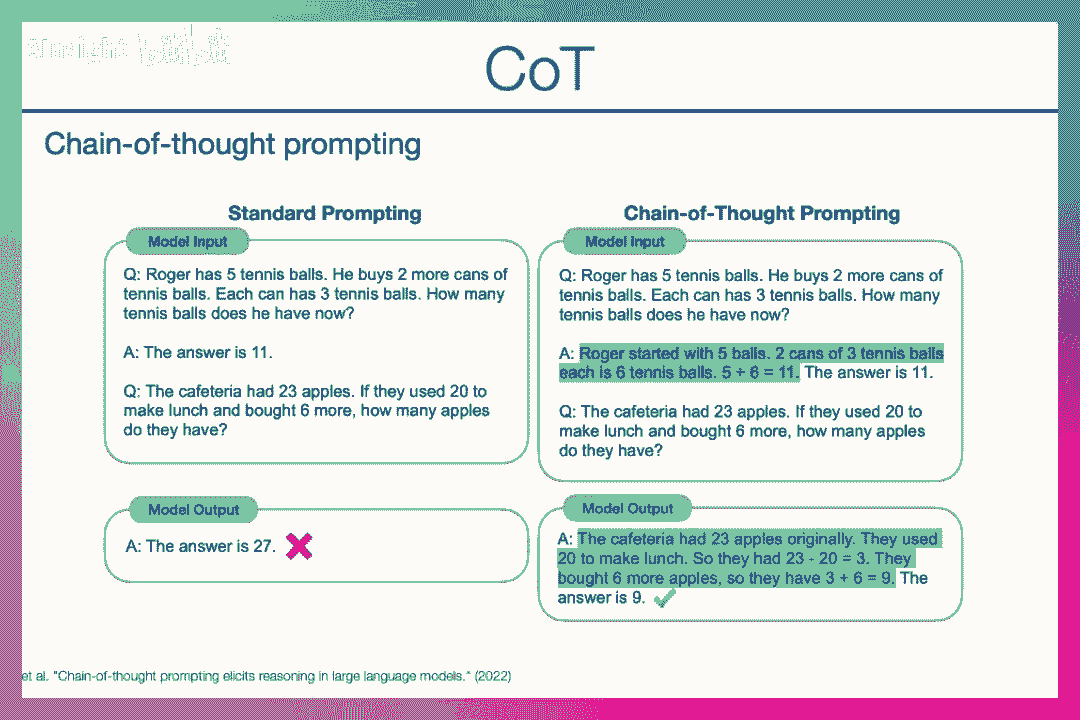 CoT
Chain-of-thought prompting
Standard Prompting
Model Input
Q: Roger has 5 tennis balls. He buys 2 more cans of
tennis balls. Each can has 3 tennis balls. How many
tennis balls does he have now?
A: The answer is 11.
Q: The cafeteria had 23 apples. If they used 20 to
make lunch and bought 6 more, how many apples
do they have?
Model Output
A: The answer is 27.
Chain-of-Thought Prompting
Model Input
Q: Roger has 5 tennis balls. He buys 2 more cans of
tennis balls. Each can has 3 tennis balls. How many
tennis balls does he have now?
A: Roger started with 5 balls. 2 cans of 3 tennis balls
each is 6 tennis balls. 5 + 6 = 11. The answer is 11.
Q: The cafeteria had 23 apples. If they used 20 to
make lunch and bought 6 more, how many apples
do they have?
Model Output
A: The cafeteria had 23 apples originally. They used
20 to make lunch. So they had 23 - 20 = 3. They
bought 6 more apples, so they have 3 + 6 = 9. The
answer is 9.
et al. "Chain-of-thought prompting elicits reasoning in large language models." (2022)